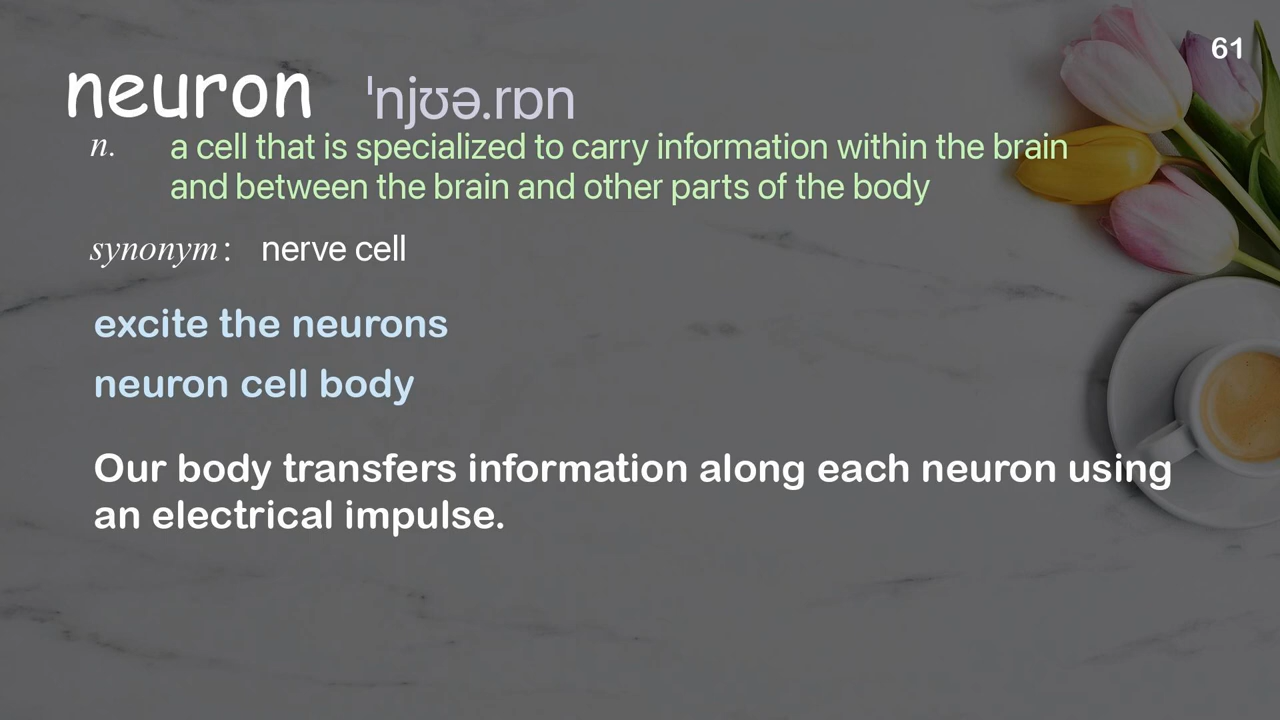 61
neuron ˈnjʊə.rɒn
n. a cell that is specialized to carry information within the brain
and between the brain and other parts of the body
synonym: nerve cell
excite the neurons
neuron cell body
Our body transfers information along each neuron using
an electrical impulse.